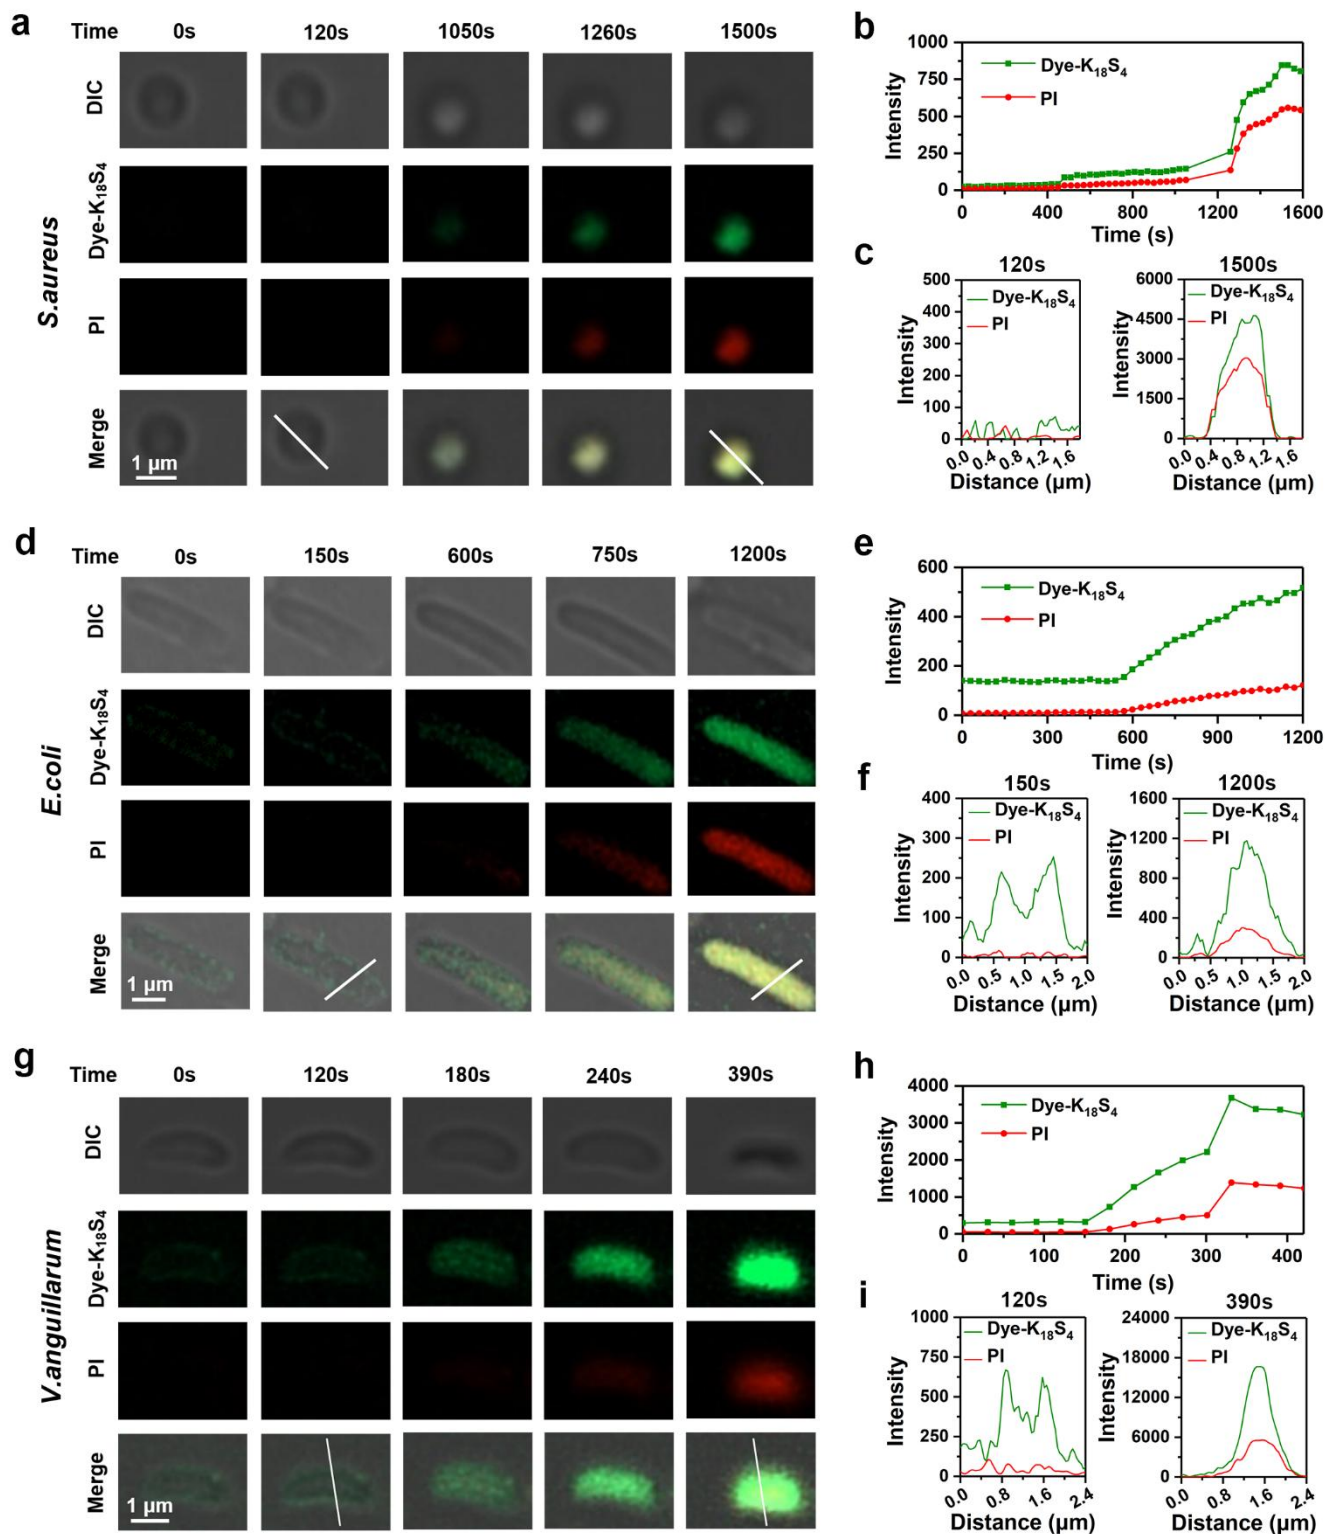 a
Time 0s 120s 1050s 1260s 1500s
DIC
Dye-K₁₈S₄
PI
Merge
S.aureus
1 µm
b
1000
750
500
250
0
Intensity
Dye-K₁₈S₄
PI
0 400 800 1200 1600
Time (s)
c
120s
500
400
300
200
100
0
Intensity
Dye-K₁₈S₄
PI
0.0 0.4 0.8 1.2 1.6
Distance (µm)
1500s
6000
4500
3000
1500
0
Intensity
Dye-K₁₈S₄
PI
0.0 0.4 0.8 1.2 1.6
Distance (µm)
d
Time 0s 150s 600s 750s 1200s
DIC
Dye-K₁₈S₄
PI
Merge
E.coli
1 µm
e
600
400
200
0
Intensity
Dye-K₁₈S₄
PI
0 300 600 900 1200
Time (s)
f
150s
400
300
200
100
0
Intensity
Dye-K₁₈S₄
PI
0.0 0.5 1.0 1.5 2.0
Distance (µm)
1200s
1600
1200
800
400
0
Intensity
Dye-K₁₈S₄
PI
0.0 0.5 1.0 1.5 2.0
Distance (µm)
g
Time 0s 120s 180s 240s 390s
DIC
Dye-K₁₈S₄
PI
Merge
V.anguillarum
1 µm
h
4000
3000
2000
1000
0
Intensity
Dye-K₁₈S₄
PI
0 100 200 300 400
Time (s)
i
120s
1000
750
500
250
0
Intensity
Dye-K₁₈S₄
PI
0.0 0.8 1.6 2.4
Distance (µm)
390s
24000
18000
12000
6000
0
Intensity
Dye-K₁₈S₄
PI
0.0 0.8 1.6 2.4
Distance (µm)